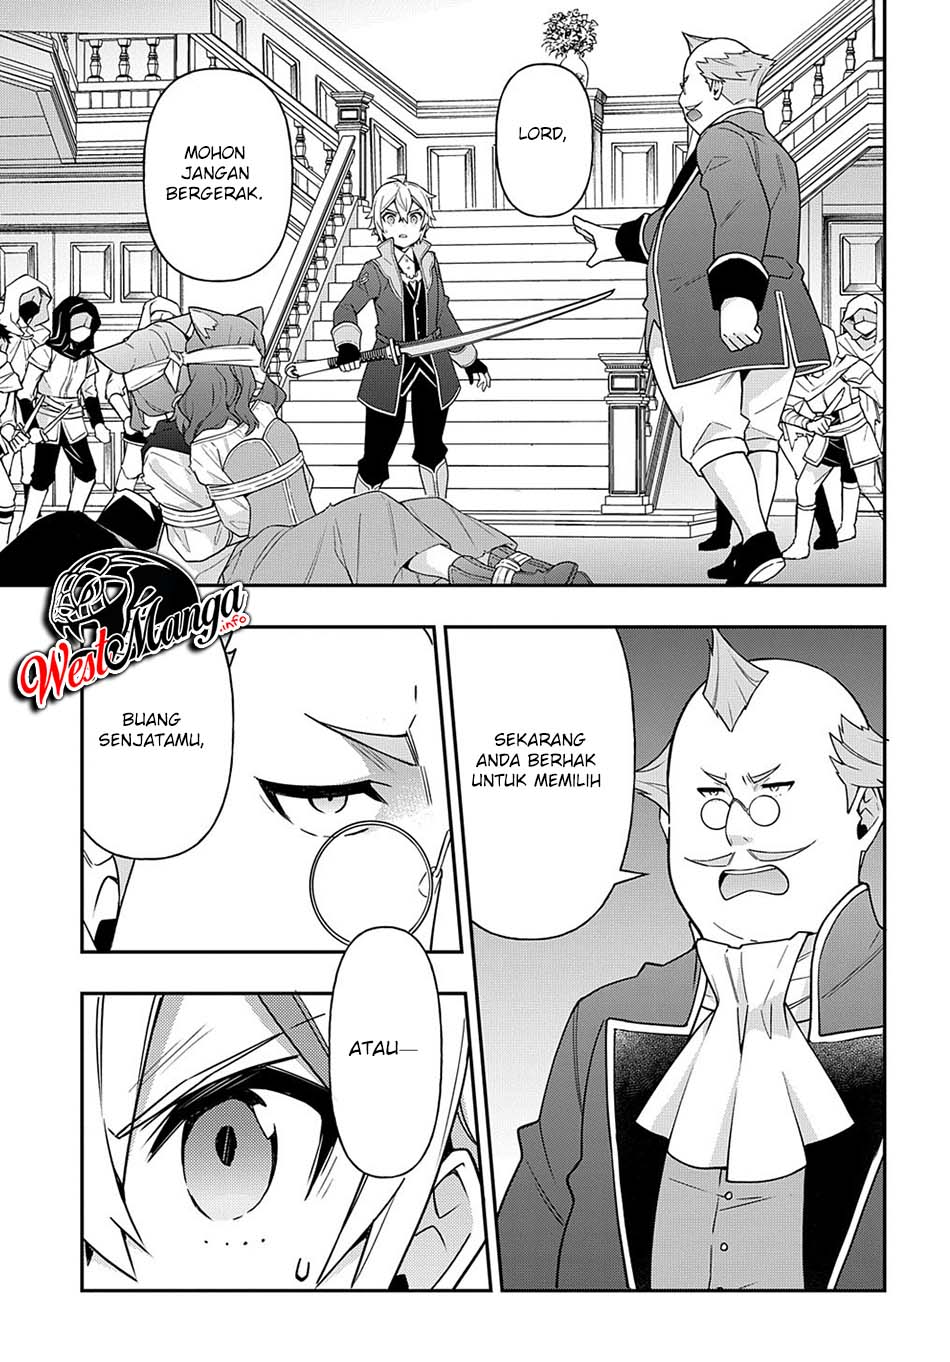 LORD,
MOHON
JANGAN
BERGERAK.
SEKARANG
ANDA BERHAK
UNTUK MEMILIH
BUANG
SENJATAMU,
ATAU—
WestManga
.info